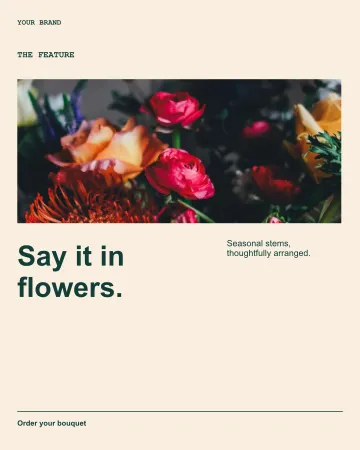 YOUR BRAND
THE FEATURE
Say it in
flowers.
Seasonal stems,
thoughtfully arranged.
Order your bouquet